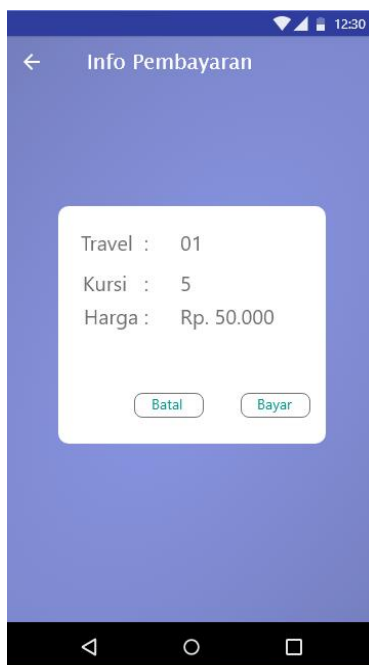 12:30
Info Pembayaran
Travel : 01
Kursi : 5
Harga : Rp. 50.000
Batal Bayar